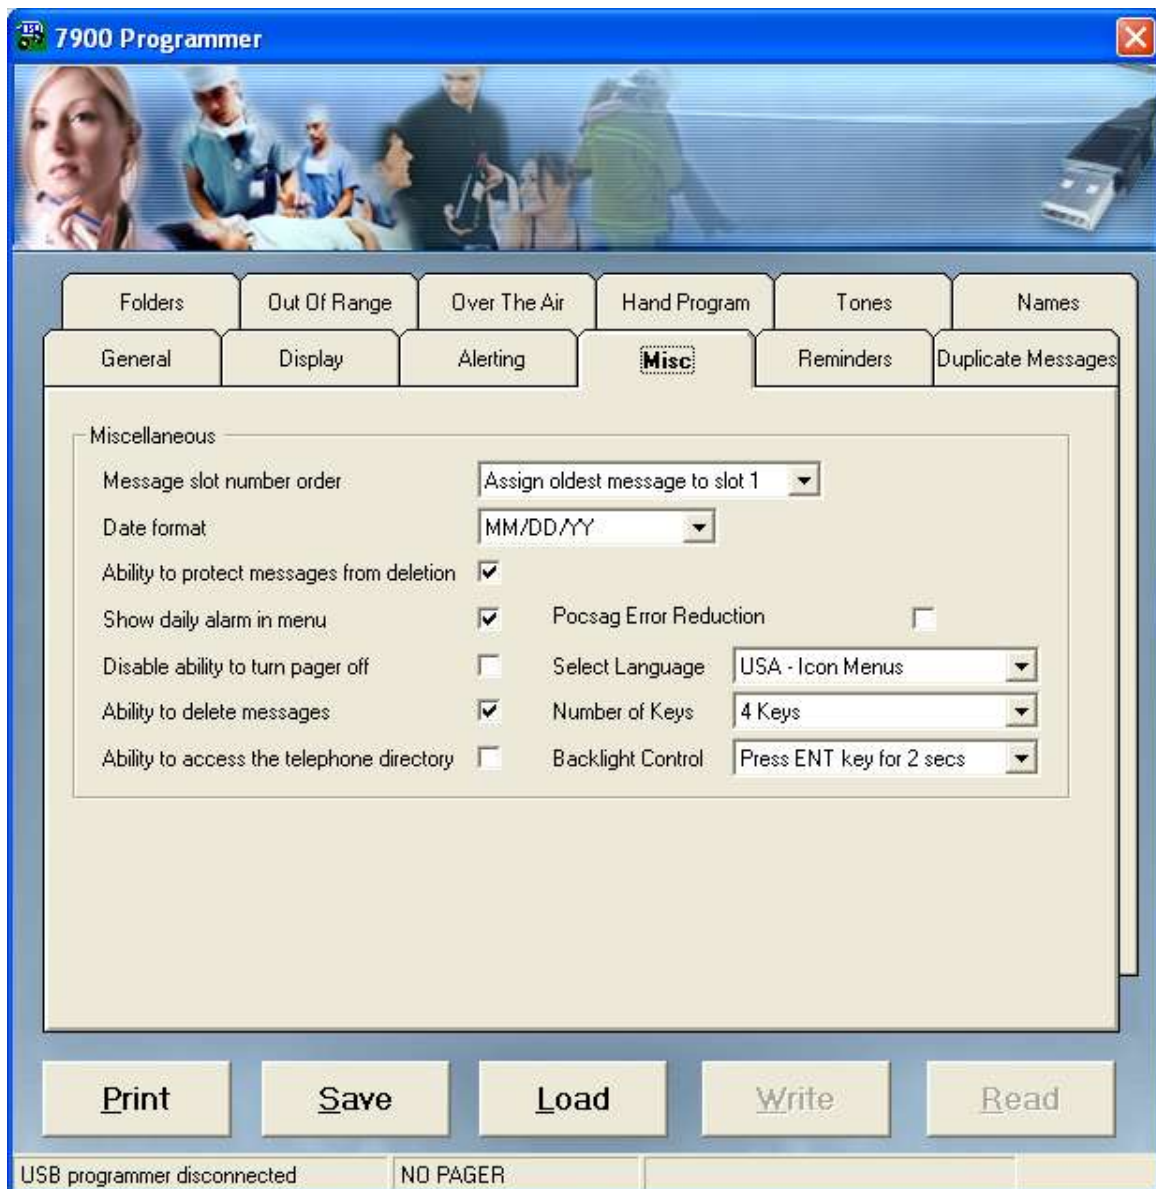 7900 Programmer
Folders
Out Of Range
Over The Air
Hand Program
Tones
Names
General
Display
Alerting
Misc
Reminders
Duplicate Messages
Miscellaneous
Message slot number order
Assign oldest message to slot 1
Date format
MM/DD/YY
Ability to protect messages from deletion
Show daily alarm in menu
Pocsag Error Reduction
Disable ability to turn pager off
Select Language
USA - Icon Menus
Ability to delete messages
Number of Keys
4 Keys
Ability to access the telephone directory
Backlight Control
Press ENT key for 2 secs
Print
Save
Load
Write
Read
USB programmer disconnected
NO PAGER